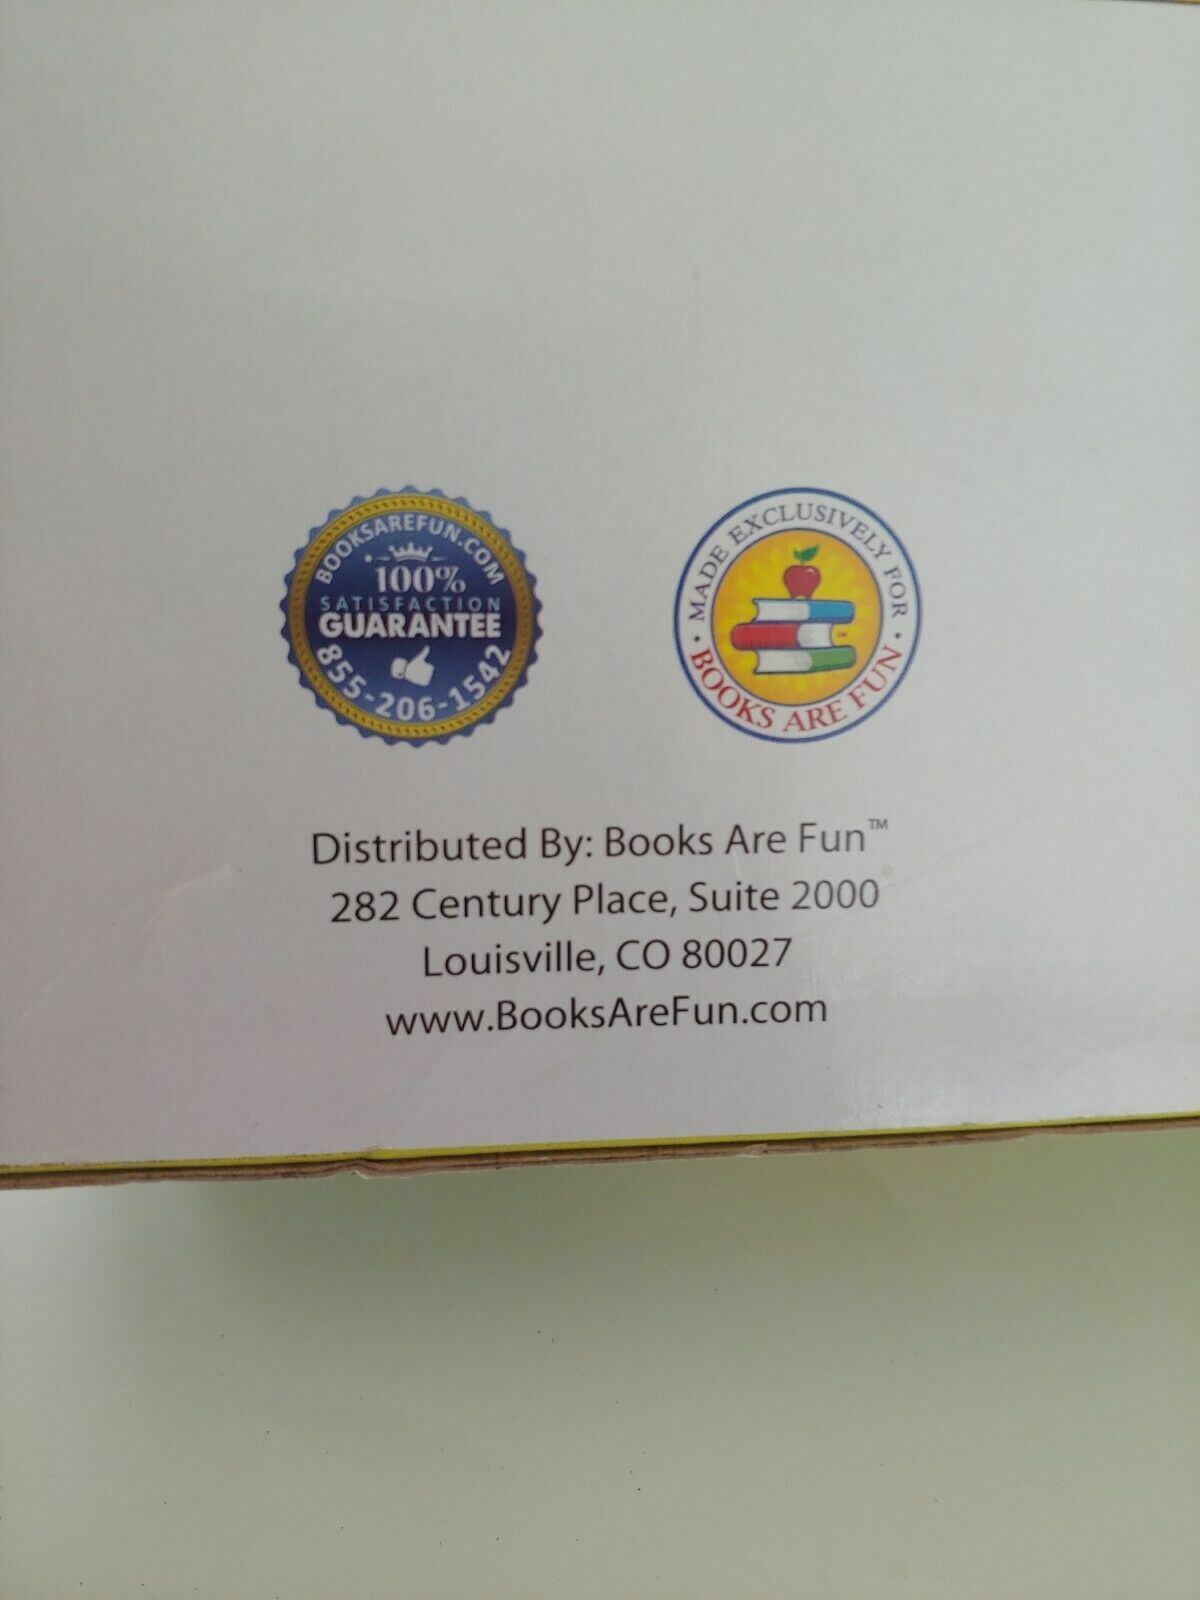 BOOKSAREFUN.COM
100%
SATISFACTION
GUARANTEE
855-206-1542
• MADE EXCLUSIVELY FOR •
BOOKS ARE FUN
SM
Distributed By: Books Are Fun™
282 Century Place, Suite 2000
Louisville, CO 80027
www.BooksAreFun.com